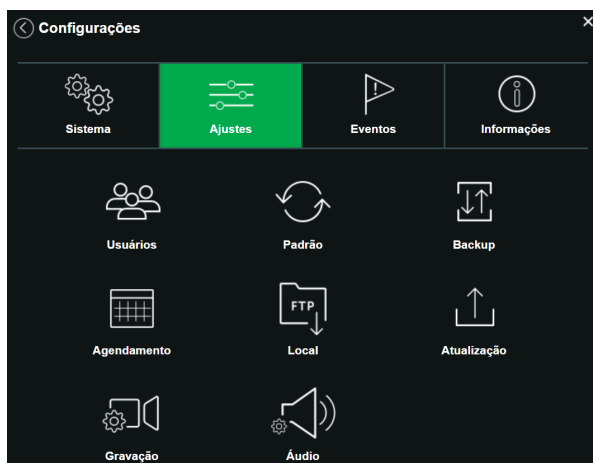 Configurações
Sistema
Ajustes
Eventos
Informações
Usuários
Padrão
Backup
Agendamento
FTP
Local
Atualização
Gravação
Áudio